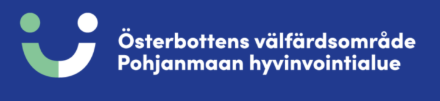 Österbottens välfärdsområde
Pohjanmaan hyvinvointialue